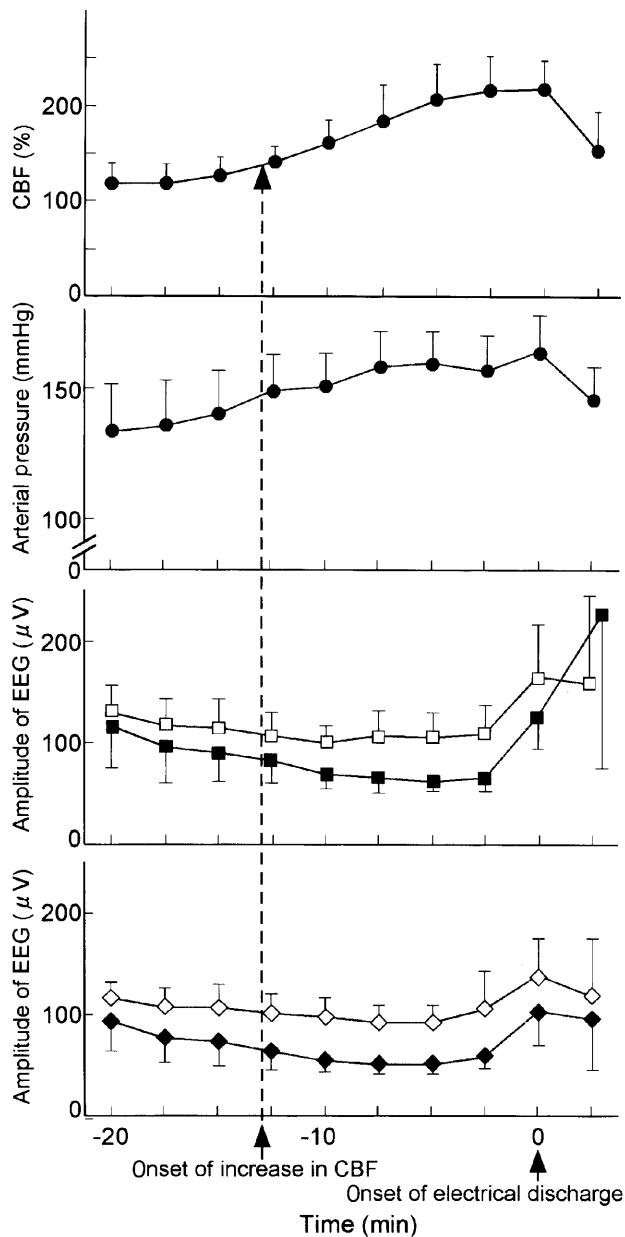 CBF (%)
200
100
0
Arterial pressure (mmHg)
150
100
0
Amplitude of EEG (μV)
200
100
0
Amplitude of EEG (μV)
200
100
0
-20 -10 0
Onset of increase in CBF
Onset of electrical discharge
Time (min)